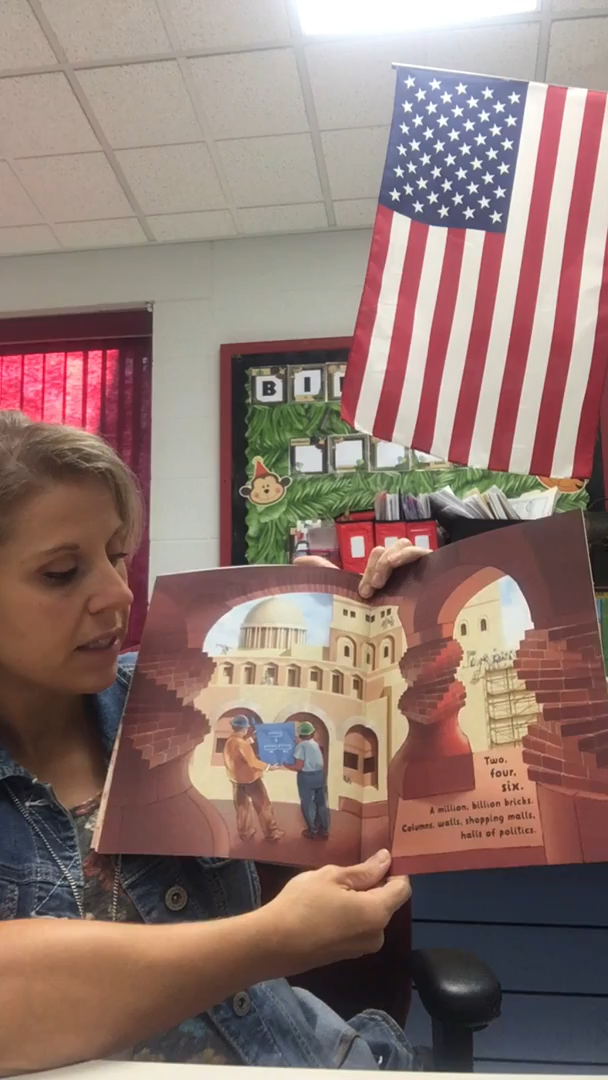 BI
Two,
four,
six.
A million, billion bricks.
Columns, walls, shopping malls,
halls of politics.